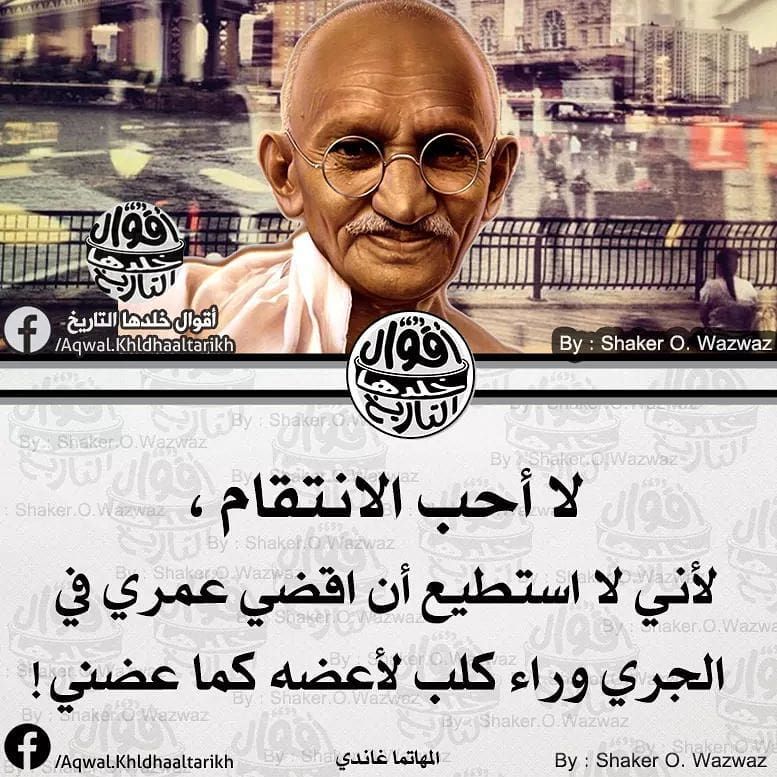 أقوال
خلدها
التاريخ
أقوال خلدها التاريخ
/Aqwal.Khldhaaltarikh
By : Shaker O. Wazwaz
أقوال
خلدها
التاريخ
لا أحب الانتقام ،
لأني لا استطيع أن اقضي عمري في
الجري وراء كلب لأعضه كما عضني!
/Aqwal.Khldhaaltarikh
المهاتما غاندي
By : Shaker O. Wazwaz